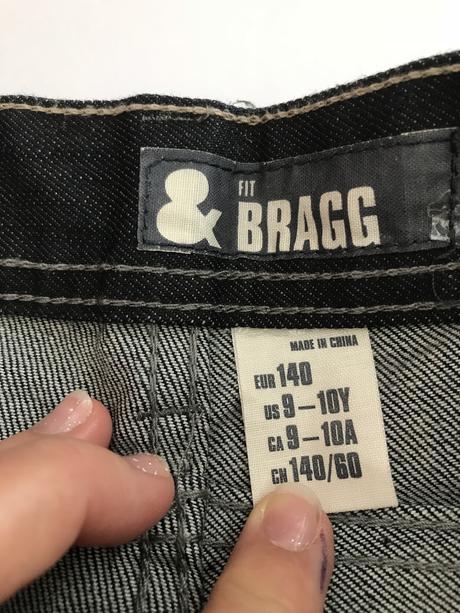 &
FIT
BRAGG
MADE IN CHINA
EUR 140
US 9-10Y
CA 9-10A
CN 140/60